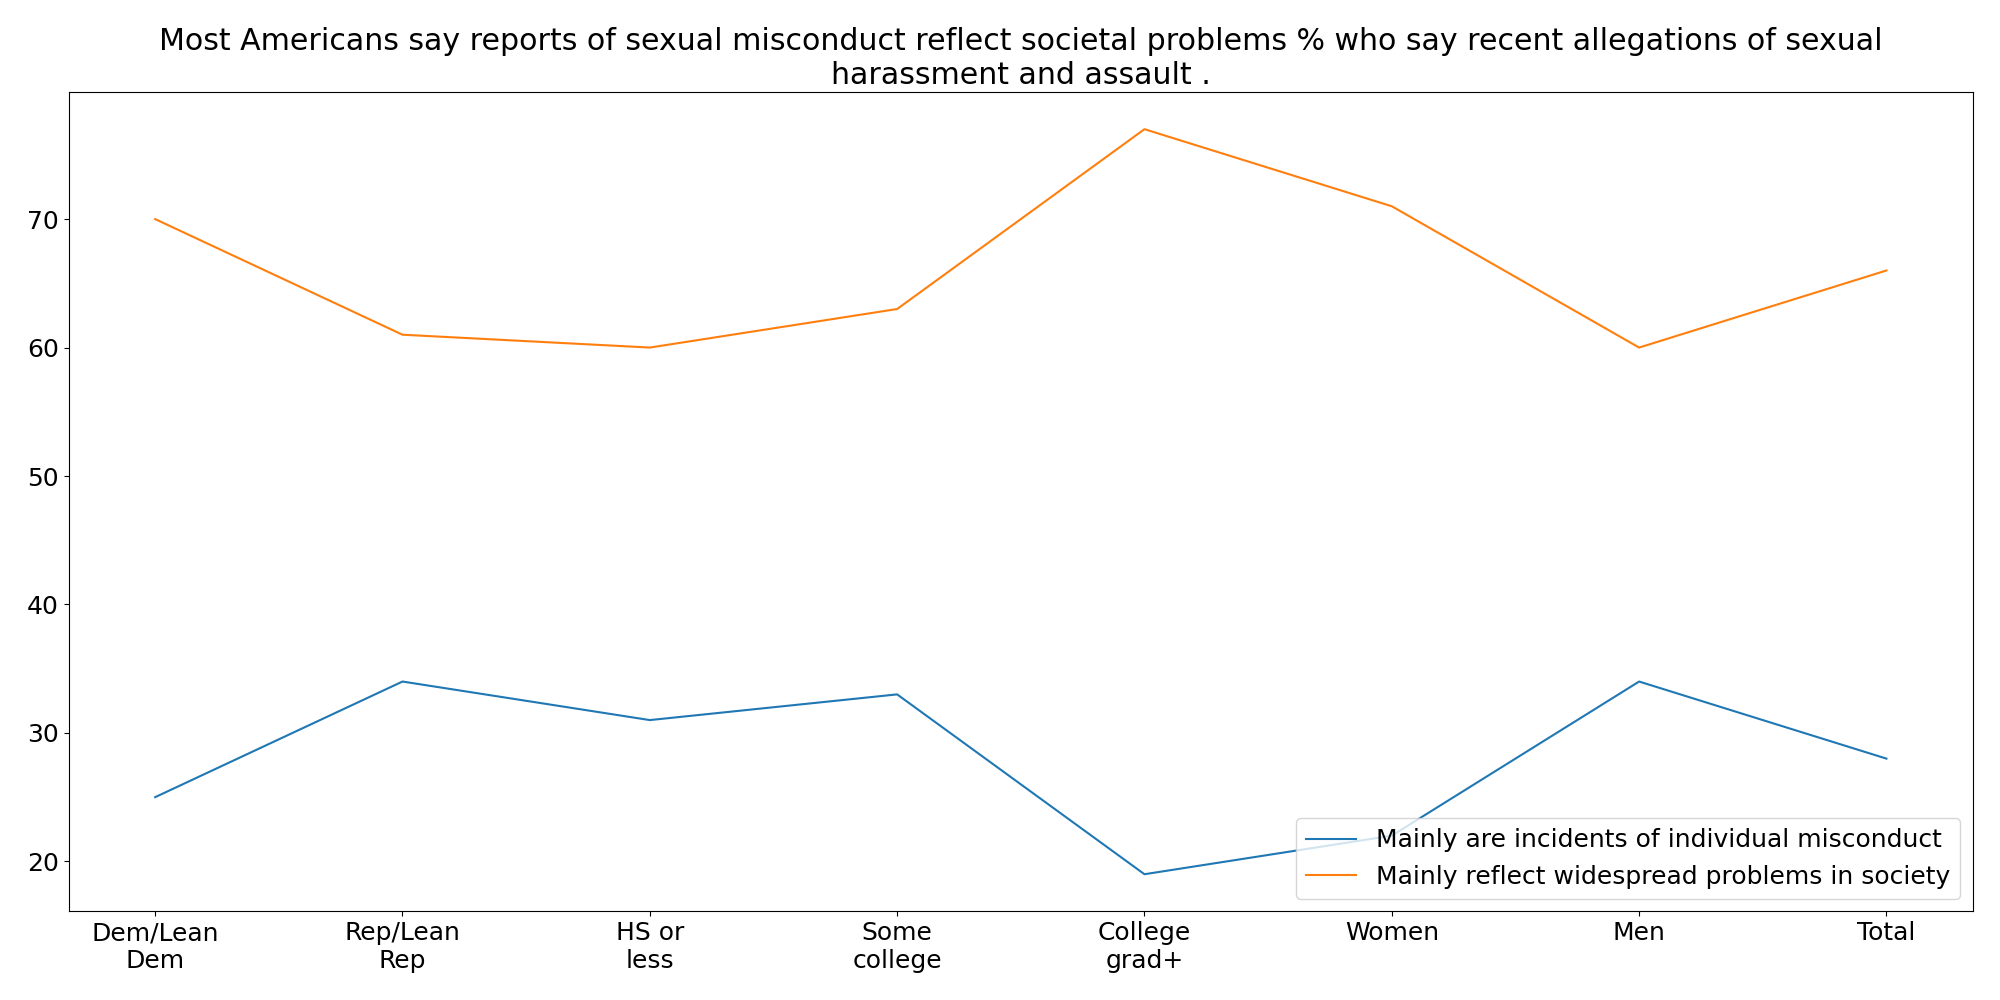 Most Americans say reports of sexual misconduct reflect societal problems % who say recent allegations of sexual
harassment and assault .
70
60
50
40
30
20
Mainly are incidents of individual misconduct
Mainly reflect widespread problems in society
Dem/Lean
Dem
Rep/Lean
Rep
HS or
less
Some
college
College
grad+
Women
Men
Total